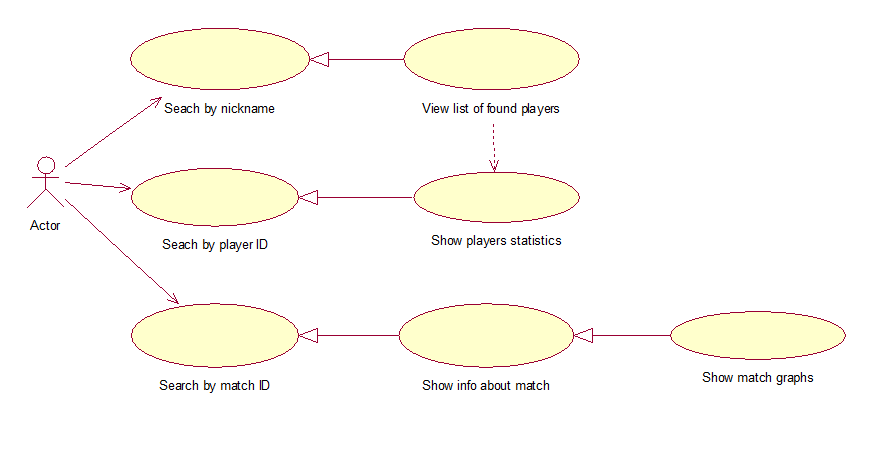 Seach by nickname
View list of found players
Actor
Seach by player ID
Show players statistics
Search by match ID
Show info about match
Show match graphs